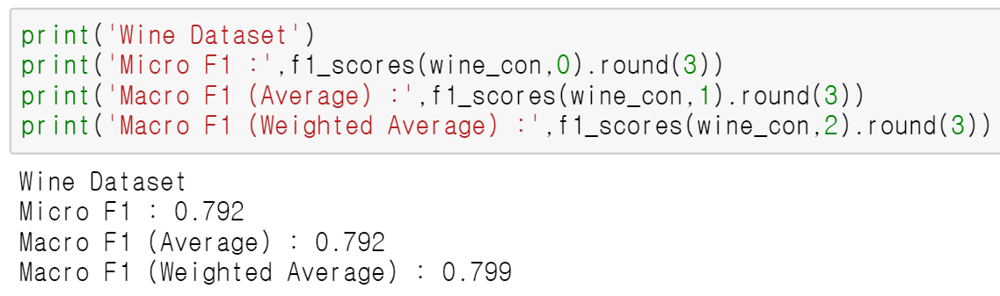 print('Wine Dataset')
print('Micro F1 :',f1_scores(wine_con,0).round(3))
print('Macro F1 (Average) :',f1_scores(wine_con,1).round(3))
print('Macro F1 (Weighted Average) :',f1_scores(wine_con,2).round(3))
Wine Dataset
Micro F1 : 0.792
Macro F1 (Average) : 0.792
Macro F1 (Weighted Average) : 0.799